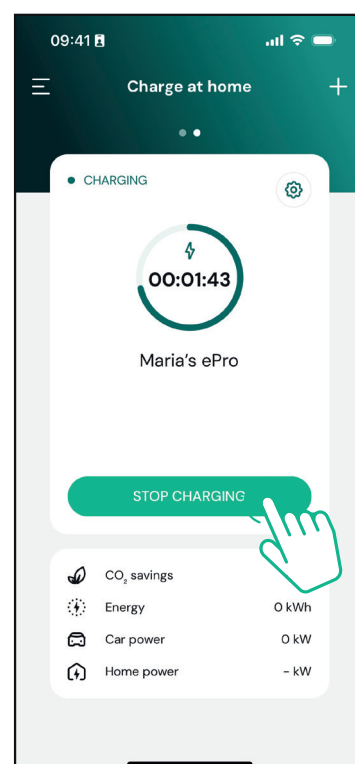 09:41
Charge at home
CHARGING
00:01:43
Maria's ePro
STOP CHARGING
CO₂ savings
Energy 0 kWh
Car power 0 kW
Home power – kW